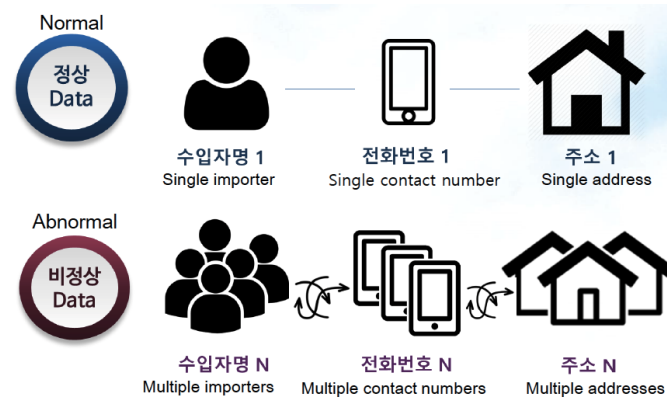 Normal
정상
Data
수입자명 1
전화번호 1
주소 1
Single importer
Single contact number
Single address
Abnormal
비정상
Data
수입자명 N
전화번호 N
주소 N
Multiple importers
Multiple contact numbers
Multiple addresses